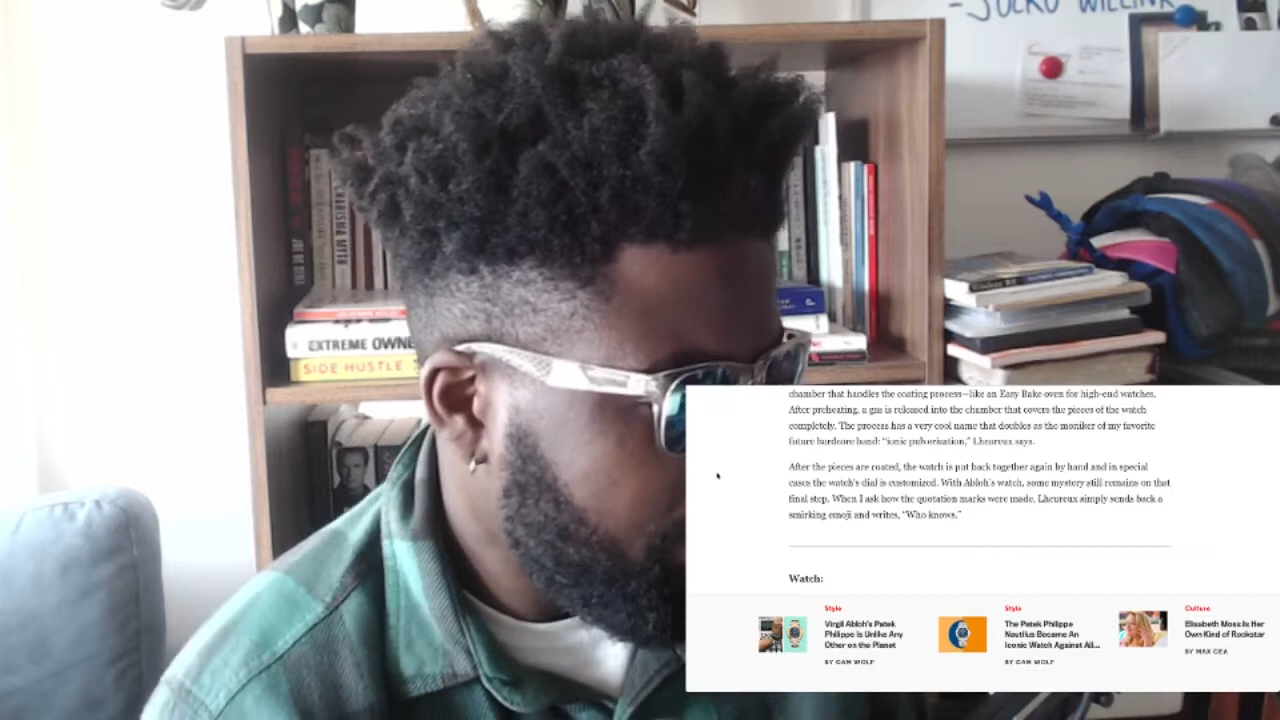 -JOCKO WILLINK
CHARISMA MYTH
EXTREME OWNE
SIDE HUSTLE
chamber that handles the coating process—like an Easy Bake oven for high-end watches.
After preheating, a gas is released into the chamber that covers the pieces of the watch
completely. The process has a very cool name that doubles as the moniker of my favorite
future hardcore band: “ionic pulvorization,” Lheureux says.
After the pieces are coated, the watch is put back together again by hand and in special
cases the watch's dial is customized. With Abloh's watch, some mystery still remains on that
final step. When I ask how the quotation marks were made, Lheureux simply sends back a
smirking emoji and writes, “Who knows.”
Watch:
Style
Virgil Abloh's Patek
Philippe Is Unlike Any
Other on the Planet
BY CAM WOLF
Style
The Patek Philippe
Nautilus Became An
Iconic Watch Against All...
BY CAM WOLF
Culture
Elisabeth Moss Is Her
Own Kind of Rockstar
BY MAX CEA